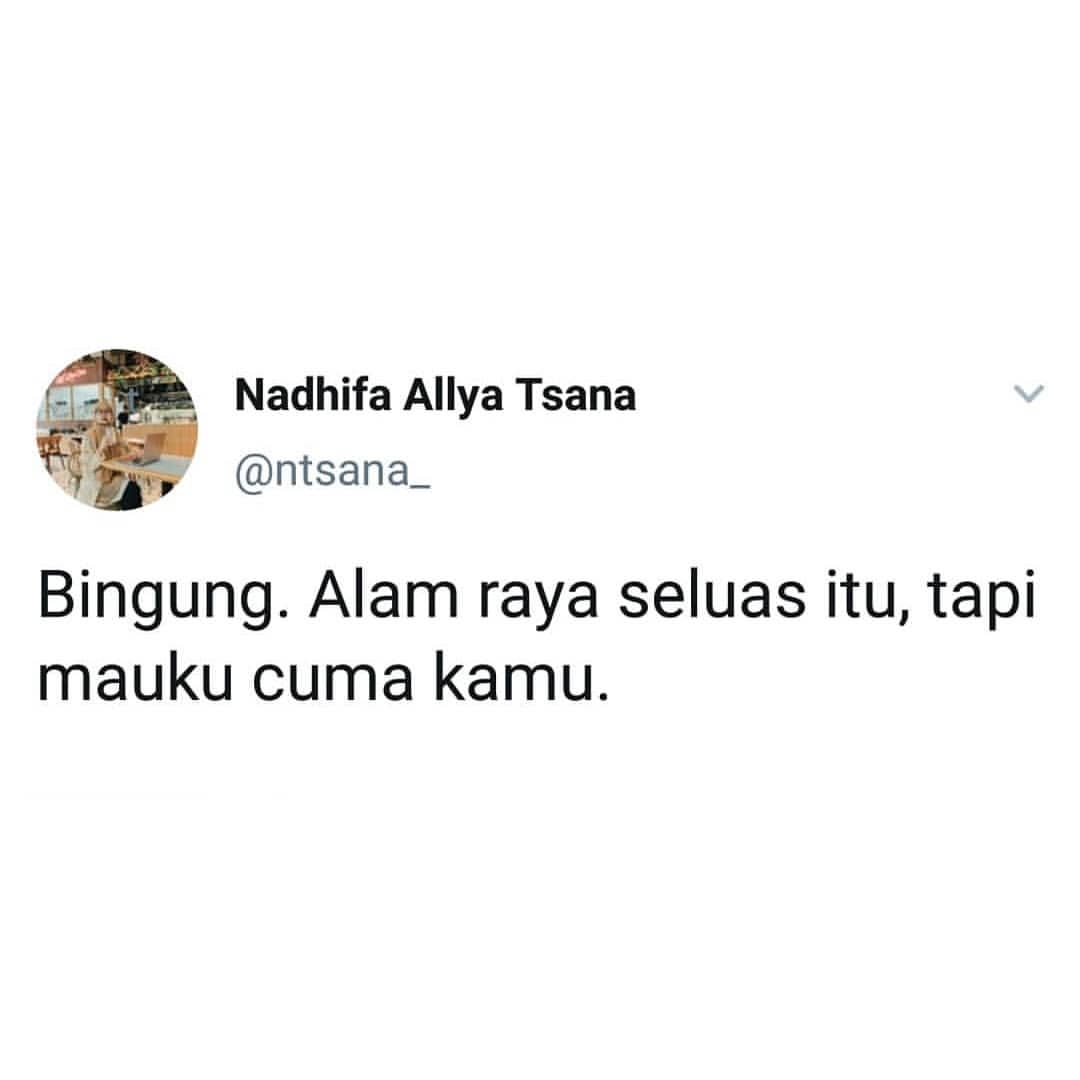 Nadhifa Allya Tsana
@ntsana_
Bingung. Alam raya seluas itu, tapi
mauku cuma kamu.